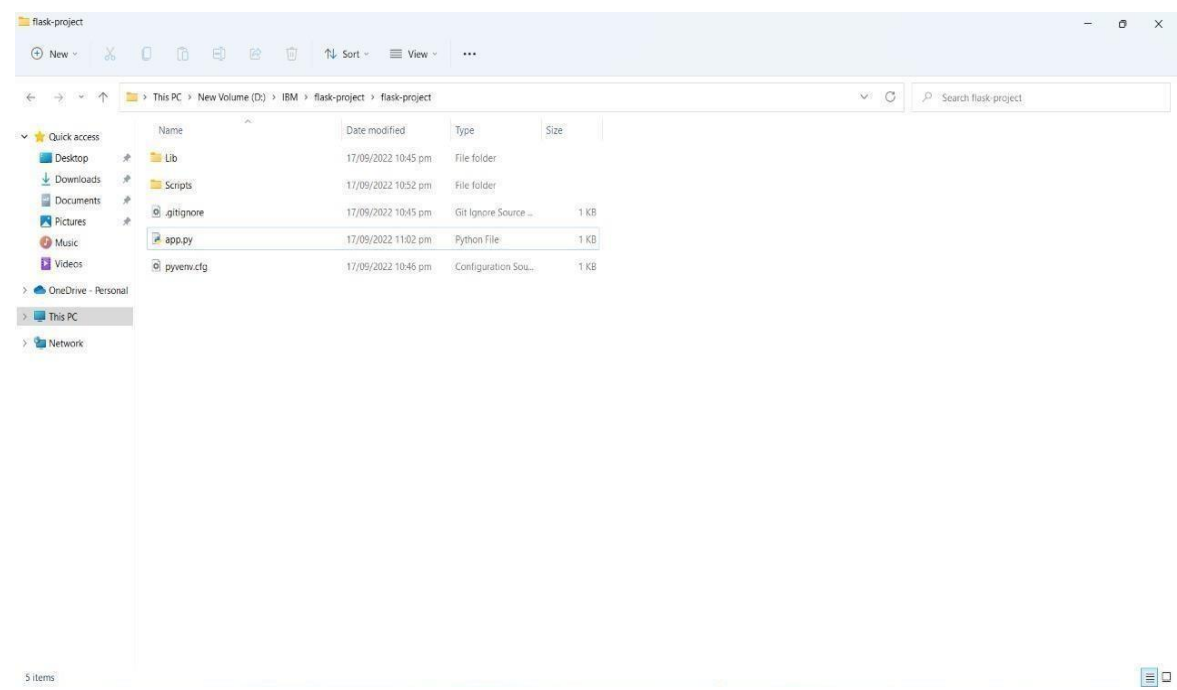 flask-project
New Sort View
This PC > New Volume (D:) > IBM > flask-project > flask-project
Search flask-project
Name Date modified Type Size
Quick access
Desktop
Downloads
Documents
Pictures
Music
Videos
OneDrive - Personal
This PC
Network
Lib 17/09/2022 10:45 pm File folder
Scripts 17/09/2022 10:52 pm File folder
.gitignore 17/09/2022 10:45 pm Git Ignore Source ... 1 KB
app.py 17/09/2022 11:02 pm Python File 1 KB
pyvenv.cfg 17/09/2022 10:46 pm Configuration Sou... 1 KB
5 items